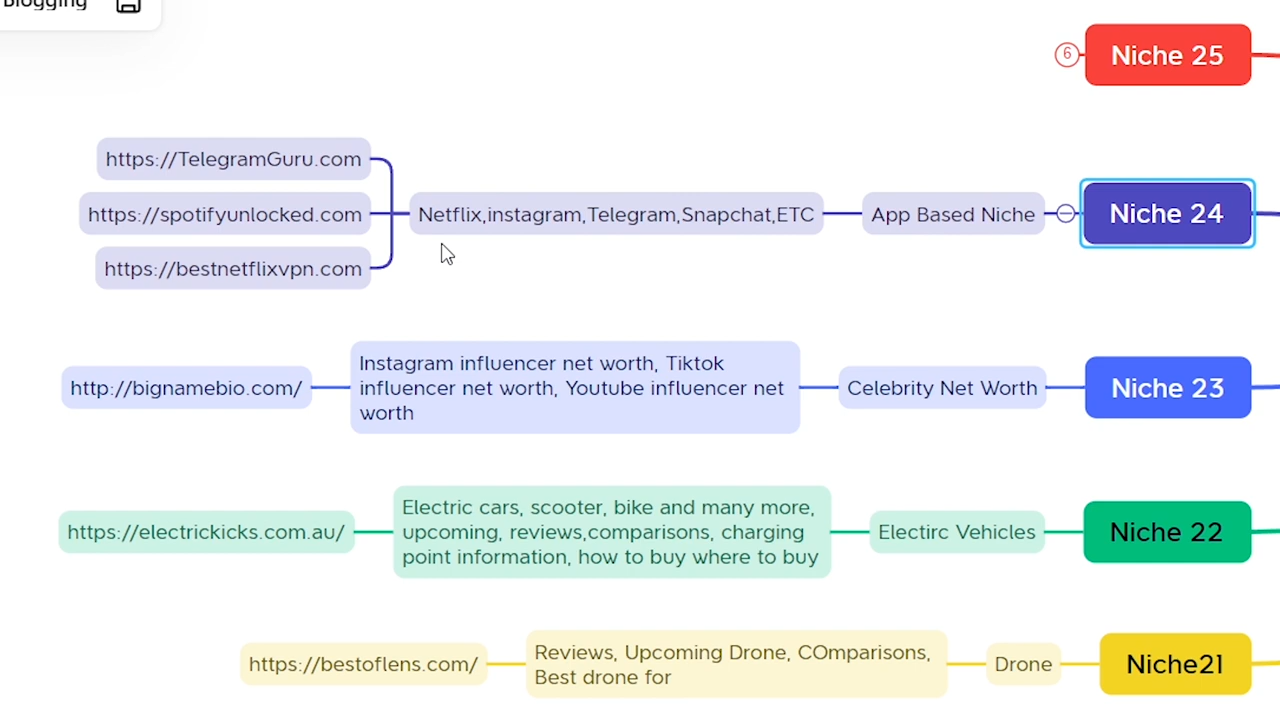 Blogging
6
Niche 25
https://TelegramGuru.com
https://spotifyunlocked.com
https://bestnetflixvpn.com
Netflix,instagram,Telegram,Snapchat,ETC
App Based Niche
Niche 24
http://bignamebio.com/
Instagram influencer net worth, Tiktok
influencer net worth, Youtube influencer net
worth
Celebrity Net Worth
Niche 23
https://electrickicks.com.au/
Electric cars, scooter, bike and many more,
upcoming, reviews,comparisons, charging
point information, how to buy where to buy
Electirc Vehicles
Niche 22
https://bestoflens.com/
Reviews, Upcoming Drone, COmparisons,
Best drone for
Drone
Niche21